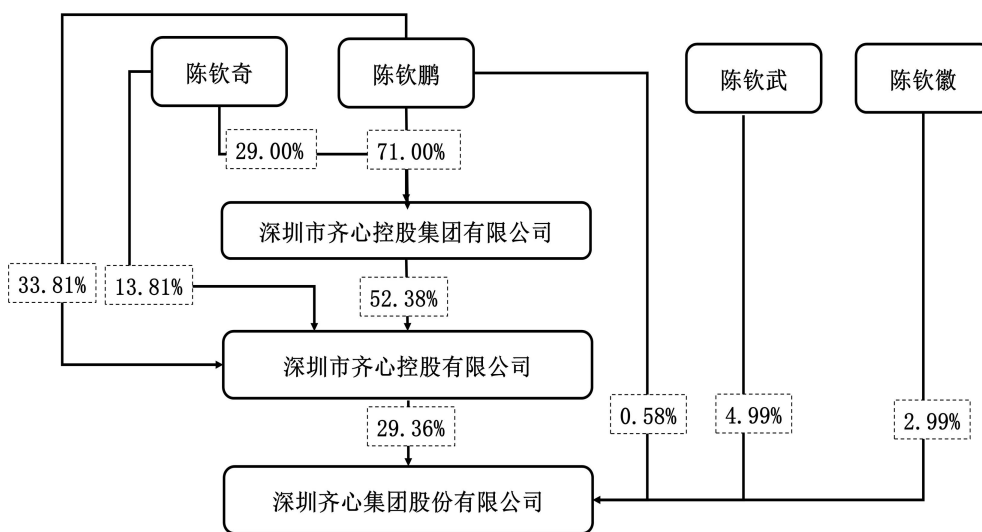 陈钦奇
陈钦鹏
陈钦武
陈钦徽
29.00%
71.00%
深圳市齐心控股集团有限公司
33.81%
13.81%
52.38%
深圳市齐心控股有限公司
29.36%
0.58%
4.99%
2.99%
深圳齐心集团股份有限公司